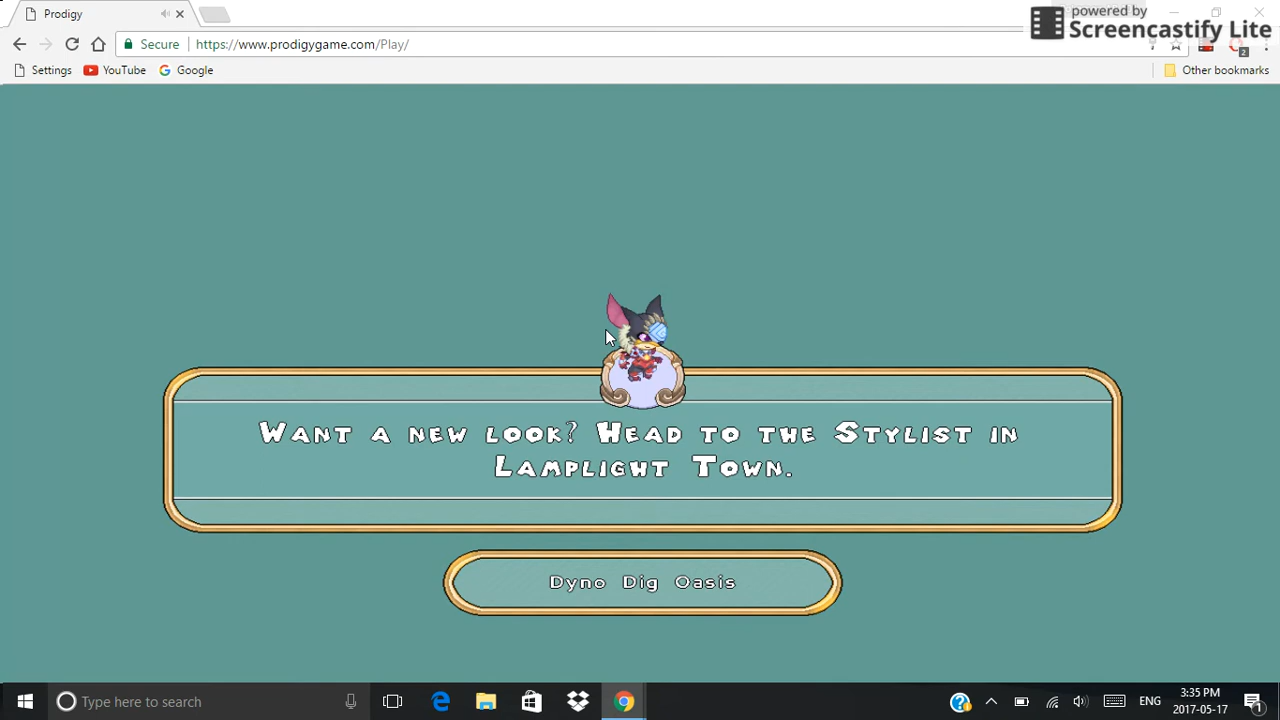 Prodigy
powered by
Screencastify Lite
Secure
https://www.prodigygame.com/Play/
2
Settings
YouTube
Google
Other bookmarks
Want a new look? Head to the Stylist in
Lamplight Town.
Dyno Dig Oasis
Type here to search
ENG
3:35 PM
2017-05-17
1